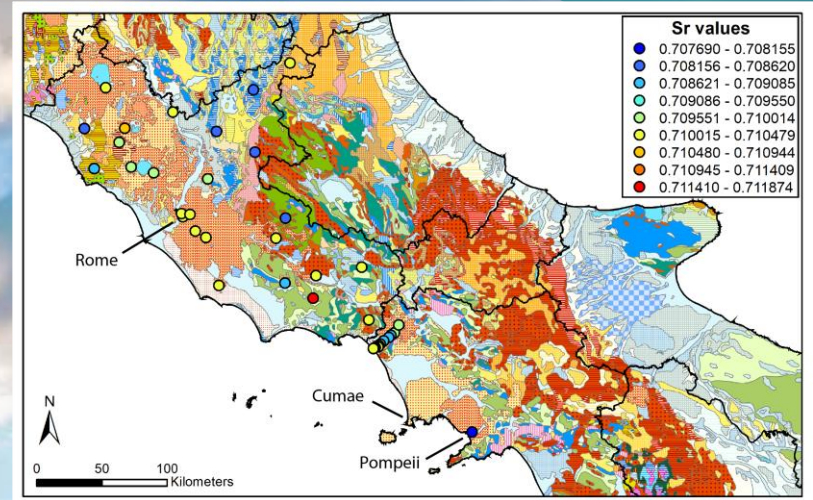 Sr values
0.707690 - 0.708155
0.708156 - 0.708620
0.708621 - 0.709085
0.709086 - 0.709550
0.709551 - 0.710014
0.710015 - 0.710479
0.710480 - 0.710944
0.710945 - 0.711409
0.711410 - 0.711874
Rome
Cumae
Pompeii
N
0 50 100
Kilometers